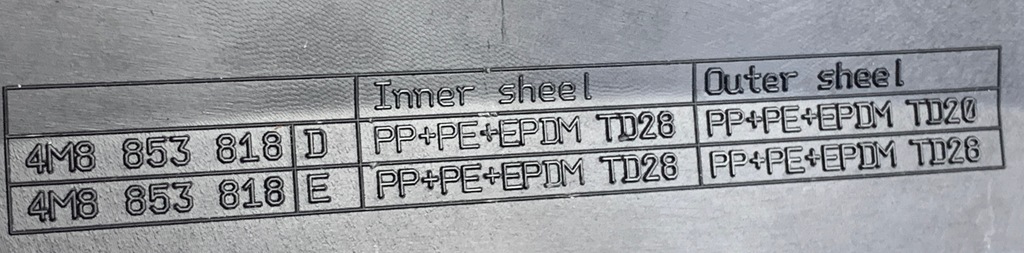 Inner sheel Outer sheel
4M8 853 818 D PP+PE+EPDM TD28 PP+PE+EPDM TD20
4M8 853 818 E PP+PE+EPDM TD28 PP+PE+EPDM TD28